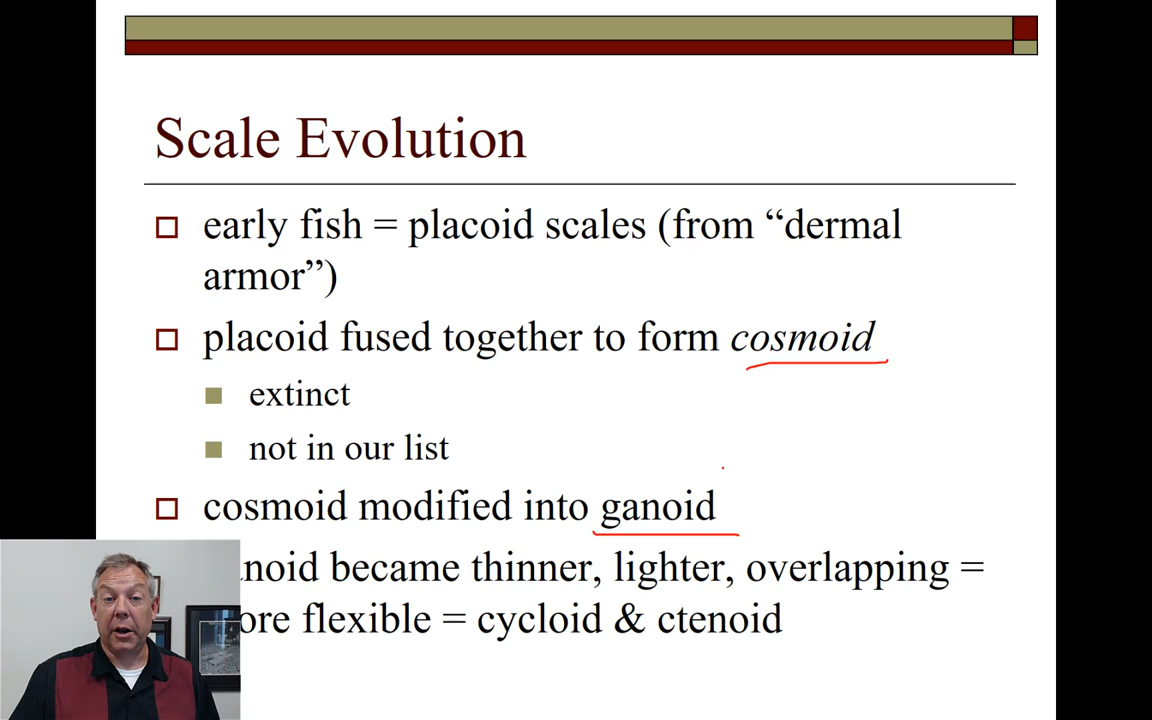 Scale Evolution
early fish = placoid scales (from “dermal
armor”)
placoid fused together to form cosmoid
extinct
not in our list
cosmoid modified into ganoid
anoid became thinner, lighter, overlapping =
ore flexible = cycloid & ctenoid